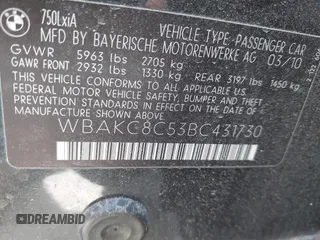 750LxiA
VEHICLE TYPE-PASSENGER CAR
MFD BY BAYERISCHE MOTORENWERKE AG 03/10
GVWR 5963 lbs 2705 kg
GAWR FRONT 2932 lbs 1330 kg REAR 3197 lbs 1450 kg
THIS VEHICLE CONFORMS TO ALL APPLICABLE
FEDERAL MOTOR VEHICLE SAFETY, BUMPER, AND
THEFT PREVENTION STANDARDS IN EFFECT ON THE
DATE OF MANUFACTURE SHOWN ABOVE.
WBAKC8C53BC431730
DREAMBID